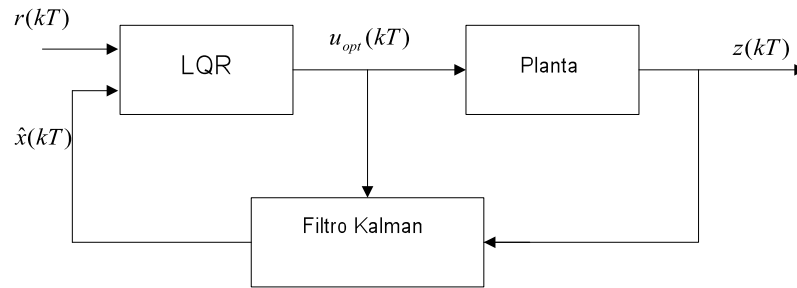 r(kT)
LQR
u_opt(kT)
Planta
z(kT)
x̂(kT)
Filtro Kalman